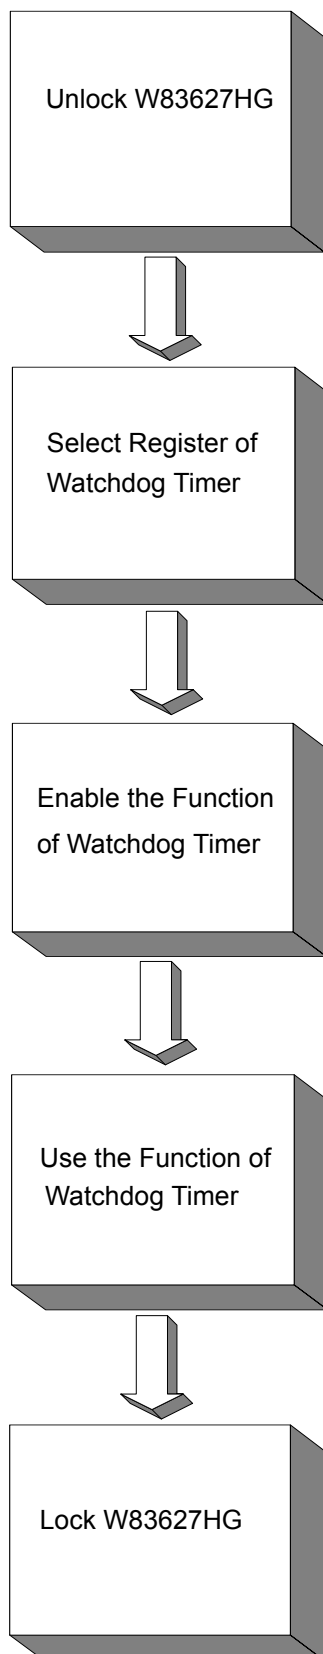 Unlock W83627HG
Select Register of
Watchdog Timer
Enable the Function
of Watchdog Timer
Use the Function of
Watchdog Timer
Lock W83627HG